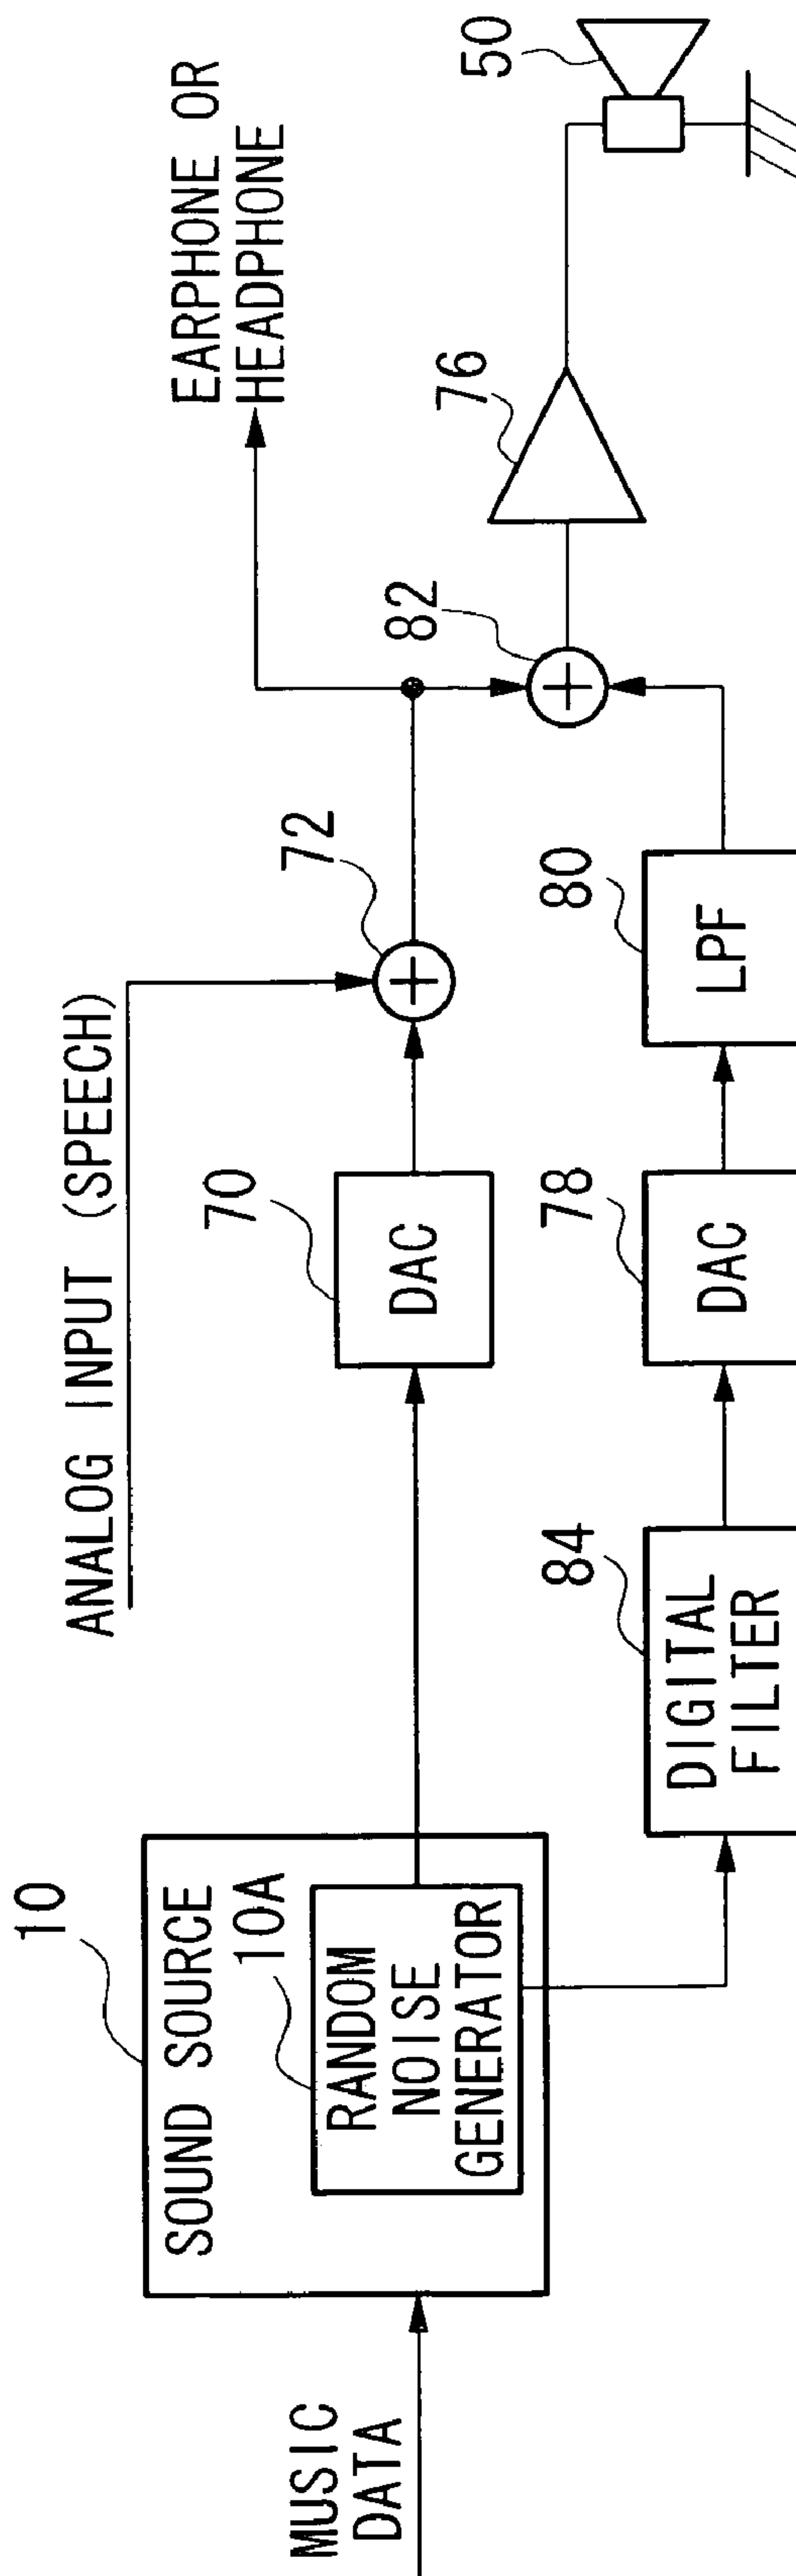 MUSIC
DATA
10
SOUND SOURCE
10A
RANDOM
NOISE
GENERATOR
ANALOG INPUT (SPEECH)
70
DAC
72
EARPHONE OR
HEADPHONE
84
DIGITAL
FILTER
78
DAC
80
LPF
82
76
50